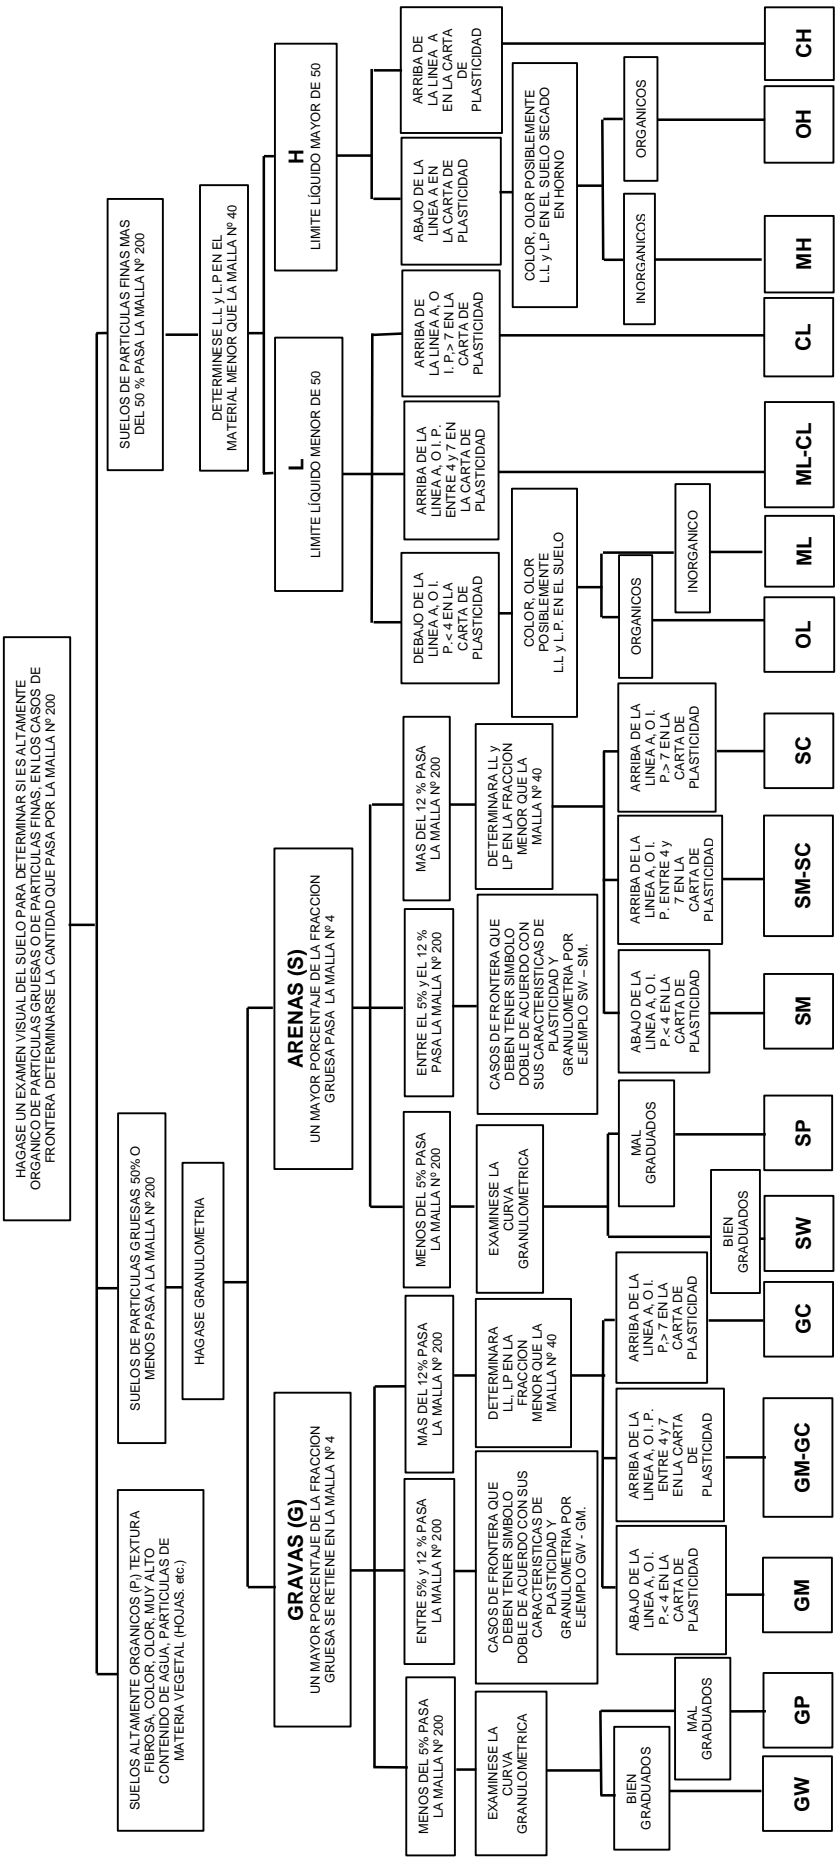 HAGASE UN EXAMEN VISUAL DEL SUELO PARA DETERMINAR SI ES ALTAMENTE
ORGANICO DE PARTICULAS GRUESAS O DE PARTICULAS FINAS, EN LOS CASOS DE
FRONTERA DETERMINARSE LA CANTIDAD QUE PASA POR LA MALLA Nº 200
SUELOS ALTAMENTE ORGANICOS (Pt) TEXTURA
FIBROSA, COLOR, OLOR, MUY ALTO
CONTENIDO DE AGUA, PARTICULAS DE
MATERIA VEGETAL (HOJAS. etc.)
SUELOS DE PARTICULAS GRUESAS 50% O
MENOS PASA A LA MALLA Nº 200
SUELOS DE PARTICULAS FINAS MAS
DEL 50 % PASA LA MALLA Nº 200
HAGASE GRANULOMETRIA
DETERMINESE L.L y L.P EN EL
MATERIAL MENOR QUE LA MALLA Nº 40
GRAVAS (G)
UN MAYOR PORCENTAJE DE LA FRACCION
GRUESA SE RETIENE EN LA MALLA Nº 4
ARENAS (S)
UN MAYOR PORCENTAJE DE LA FRACCION
GRUESA PASA LA MALLA Nº 4
L
LIMITE LÍQUIDO MENOR DE 50
H
LIMITE LÍQUIDO MAYOR DE 50
MENOS DEL 5% PASA
LA MALLA Nº 200
ENTRE 5% y 12 % PASA
LA MALLA Nº 200
MAS DEL 12% PASA
LA MALLA Nº 200
MENOS DEL 5% PASA
LA MALLA Nº 200
ENTRE EL 5% y EL 12 %
PASA LA MALLA Nº 200
MAS DEL 12 % PASA
LA MALLA Nº 200
DEBAJO DE LA
LINEA A, O I.
P.< 4 EN LA
CARTA DE
PLASTICIDAD
ARRIBA DE LA
LINEA A, O I. P.
ENTRE 4 y 7 EN
LA CARTA DE
PLASTICIDAD
ARRIBA DE
LA LINEA A, O
I. P,> 7 EN LA
CARTA DE
PLASTICIDAD
ABAJO DE LA
LINEA A EN
LA CARTA DE
PLASTICIDAD
ARRIBA DE
LA LINEA A
EN LA CARTA
DE
PLASTICIDAD
EXAMINESE LA
CURVA
GRANULOMETRICA
CASOS DE FRONTERA QUE
DEBEN TENER SIMBOLO
DOBLE DE ACUERDO CON SUS
CARACTERISTICAS DE
PLASTICIDAD Y
GRANULOMETRIA POR
EJEMPLO GW - GM.
DETERMINARA
LL, LP EN LA
FRACCION
MENOR QUE LA
MALLA Nº 40
EXAMINESE LA
CURVA
GRANULOMETRICA
CASOS DE FRONTERA QUE
DEBEN TENER SIMBOLO
DOBLE DE ACUERDO CON
SUS CARACTERISTICAS DE
PLASTICIDAD Y
GRANULOMETRIA POR
EJEMPLO SW – SM.
DETERMINARA LL y
LP EN LA FRACCION
MENOR QUE LA
MALLA Nº 40
COLOR, OLOR
POSIBLEMENTE
L.L y L.P. EN EL SUELO
COLOR, OLOR POSIBLEMENTE
L.L y L.P EN EL SUELO SECADO
EN HORNO
BIEN
GRADUADOS
MAL
GRADUADOS
ABAJO DE LA
LINEA A, O I.
P.< 4 EN LA
CARTA DE
PLASTICIDAD
ARRIBA DE LA
LINEA A, O I. P.
ENTRE 4 y 7
EN LA CARTA
DE
PLASTICIDAD
ARRIBA DE LA
LINEA A, O I.
P,> 7 EN LA
CARTA DE
PLASTICIDAD
BIEN
GRADUADOS
MAL
GRADUADOS
ABAJO DE LA
LINEA A, O I.
P.< 4 EN LA
CARTA DE
PLASTICIDAD
ARRIBA DE LA
LINEA A, O I.
P. ENTRE 4 y
7 EN LA
CARTA DE
PLASTICIDAD
ARRIBA DE LA
LINEA A, O I.
P.> 7 EN LA
CARTA DE
PLASTICIDAD
ORGANICOS
INORGANICO
INORGANICOS
ORGANICOS
GW
GP
GM
GM-GC
GC
SW
SP
SM
SM-SC
SC
OL
ML
ML-CL
CL
MH
OH
CH